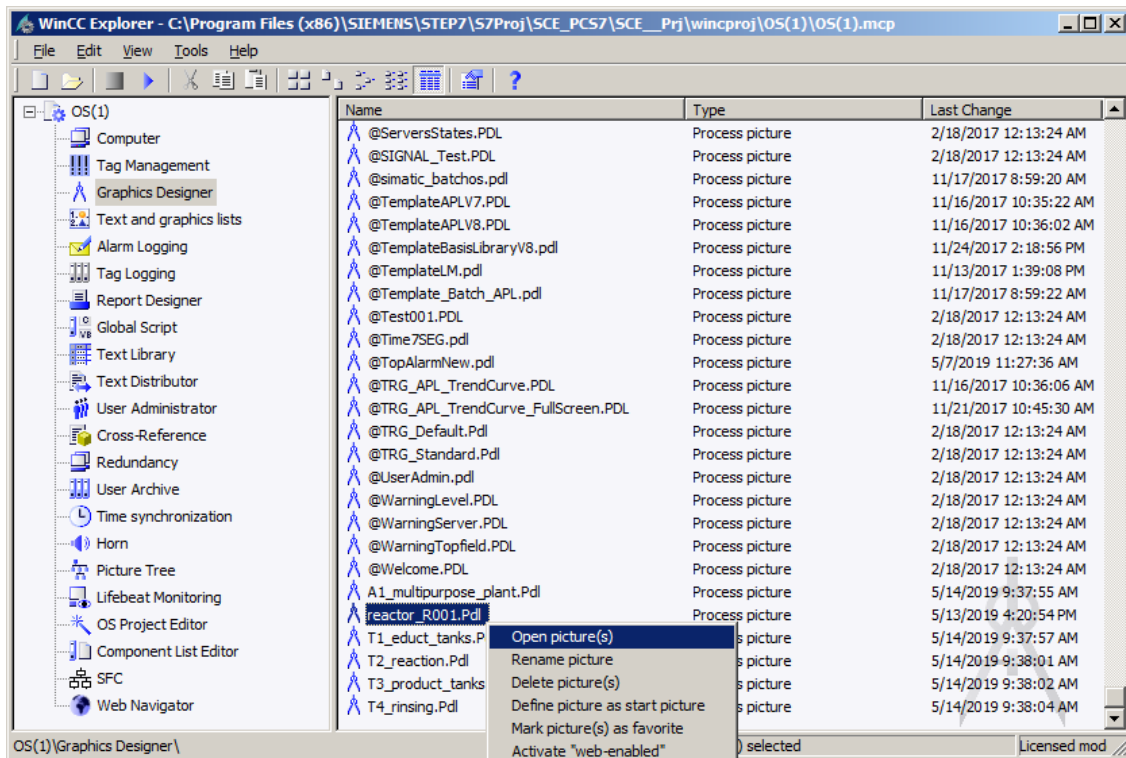 WinCC Explorer - C:\Program Files (x86)\SIEMENS\STEP7\S7Proj\SCE_PCS7\SCE__Prj\wincproj\OS(1)\OS(1).mcp
File Edit View Tools Help
OS(1)
Computer
Tag Management
Graphics Designer
Text and graphics lists
Alarm Logging
Tag Logging
Report Designer
Global Script
Text Library
Text Distributor
User Administrator
Cross-Reference
Redundancy
User Archive
Time synchronization
Horn
Picture Tree
Lifebeat Monitoring
OS Project Editor
Component List Editor
SFC
Web Navigator
Name Type Last Change
@ServersStates.PDL Process picture 2/18/2017 12:13:24 AM
@SIGNAL_Test.PDL Process picture 2/18/2017 12:13:24 AM
@simatic_batchos.pdl Process picture 11/17/2017 8:59:20 AM
@TemplateAPLV7.PDL Process picture 11/16/2017 10:35:22 AM
@TemplateAPLV8.PDL Process picture 11/16/2017 10:36:02 AM
@TemplateBasisLibraryV8.pdl Process picture 11/24/2017 2:18:56 PM
@TemplateLM.pdl Process picture 11/13/2017 1:39:08 PM
@Template_Batch_APL.pdl Process picture 11/17/2017 8:59:22 AM
@Test001.PDL Process picture 2/18/2017 12:13:24 AM
@Time7SEG.pdl Process picture 2/18/2017 12:13:24 AM
@TopAlarmNew.pdl Process picture 5/7/2019 11:27:36 AM
@TRG_APL_TrendCurve.PDL Process picture 11/16/2017 10:36:06 AM
@TRG_APL_TrendCurve_FullScreen.PDL Process picture 11/21/2017 10:45:30 AM
@TRG_Default.Pdl Process picture 2/18/2017 12:13:24 AM
@TRG_Standard.Pdl Process picture 2/18/2017 12:13:24 AM
@UserAdmin.pdl Process picture 2/18/2017 12:13:24 AM
@WarningLevel.PDL Process picture 2/18/2017 12:13:24 AM
@WarningServer.PDL Process picture 2/18/2017 12:13:24 AM
@WarningTopfield.PDL Process picture 2/18/2017 12:13:24 AM
@Welcome.PDL Process picture 2/18/2017 12:13:24 AM
A1_multipurpose_plant.Pdl Process picture 5/14/2019 9:37:55 AM
reactor_R001.Pdl Process picture 5/13/2019 4:20:54 PM
T1_educt_tanks.P s picture 5/14/2019 9:37:57 AM
T2_reaction.Pdl s picture 5/14/2019 9:38:01 AM
T3_product_tanks s picture 5/14/2019 9:38:02 AM
T4_rinsing.Pdl s picture 5/14/2019 9:38:04 AM
Open picture(s)
Rename picture
Delete picture(s)
Define picture as start picture
Mark picture(s) as favorite
Activate "web-enabled"
OS(1)\Graphics Designer\ ) selected Licensed mod